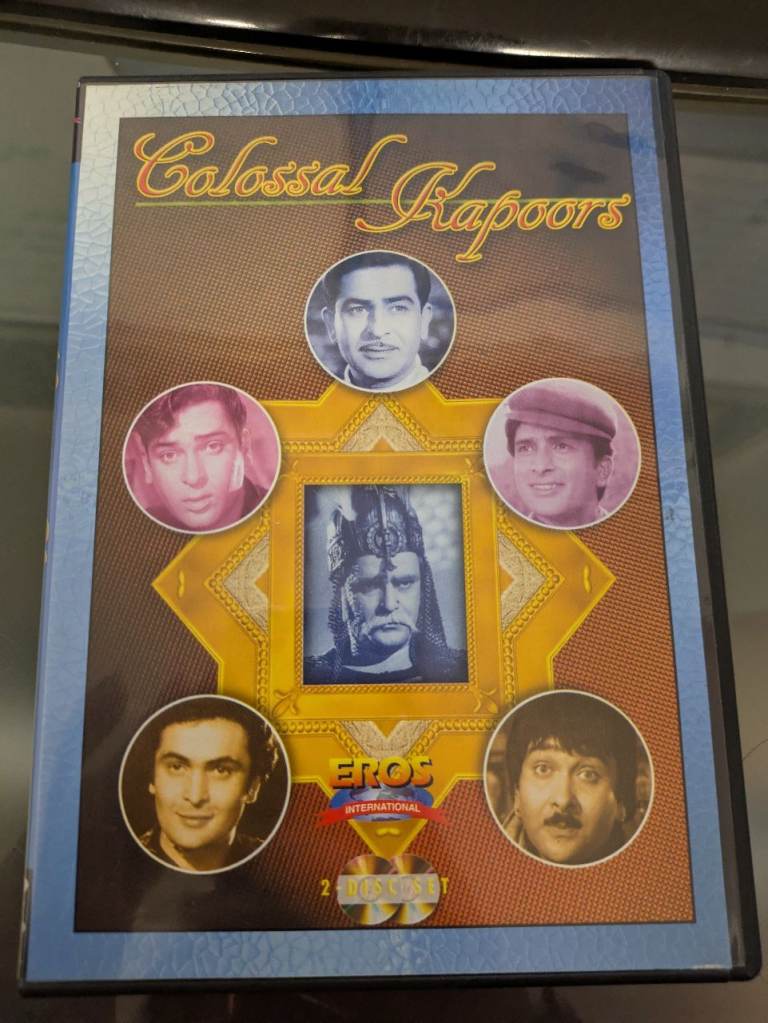 Colossal
Kapoors
EROS
INTERNATIONAL
2-DISC SET